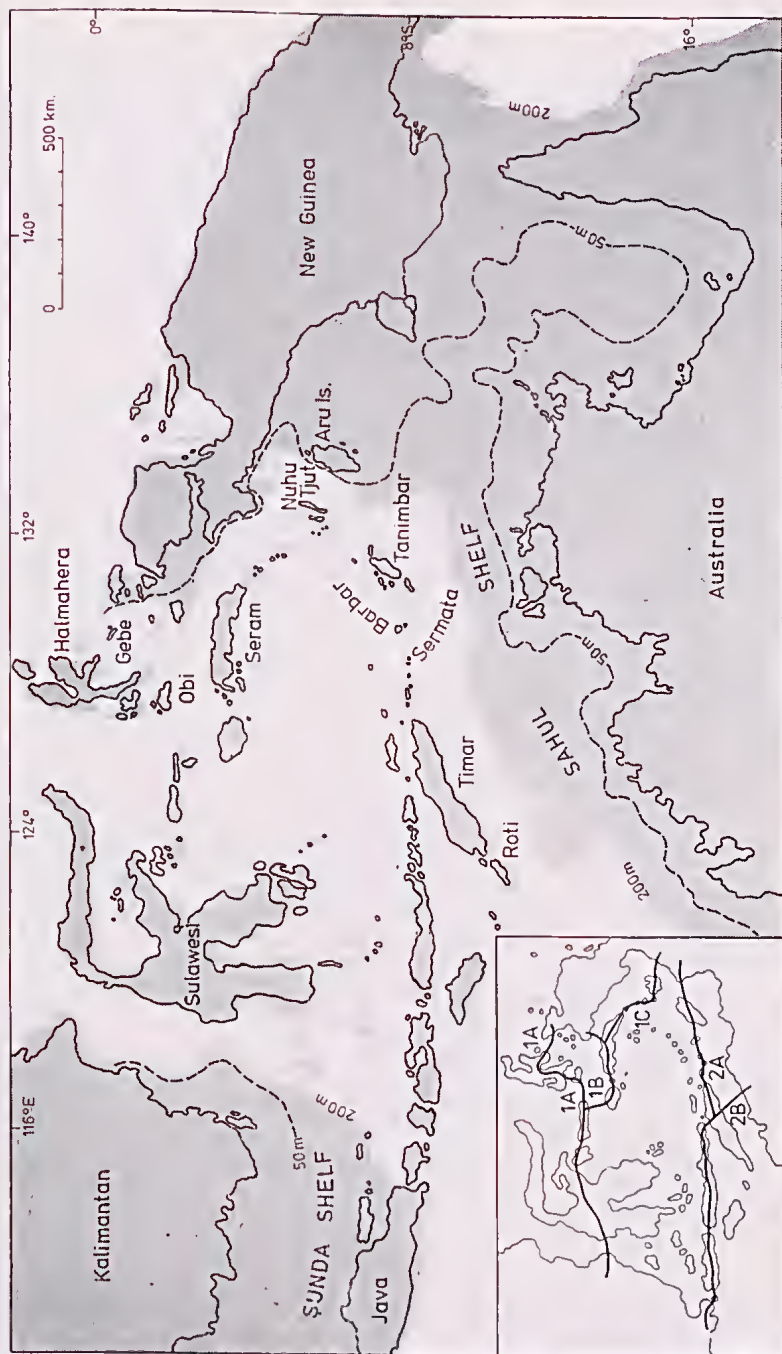 0°
8°S
16°
0
500 km.
140°
132°
124°
116°E
200m
50m
New Guinea
Aru Is.
Nuhu
Tjut
Halmahera
Gebe
Obi
Seram
Tanimbar
Barbar
Sermata
SHELF
SAHUL
50m
200m
Australia
Timar
Roti
Sulawesi
Kalimantan
50m
200m
SUNDA SHELF
Java
1A
1A
1B
1C
2A
2B